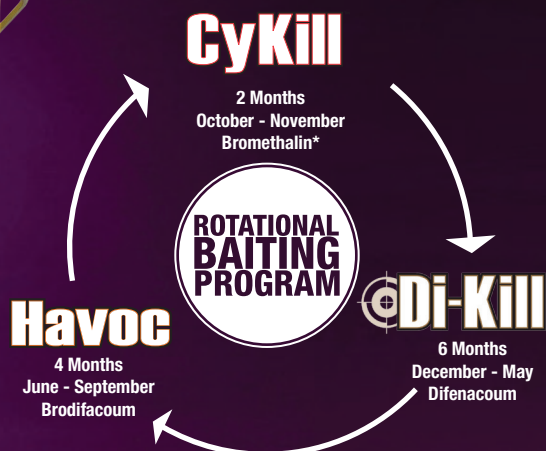 CyKill
2 Months
October - November
Bromethalin*
ROTATIONAL
BAITING
PROGRAM
Di-Kill
6 Months
December - May
Difenacoum
Havoc
4 Months
June - September
Brodifacoum